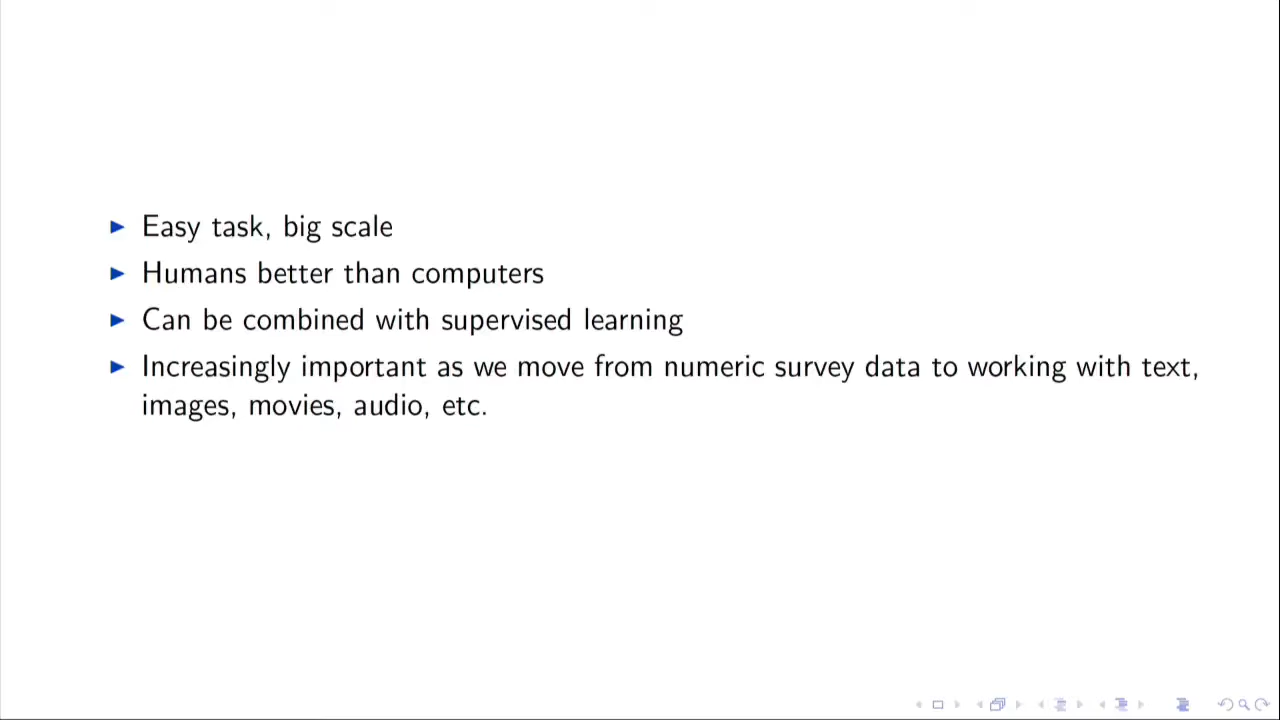 Easy task, big scale
Humans better than computers
Can be combined with supervised learning
Increasingly important as we move from numeric survey data to working with text,
images, movies, audio, etc.